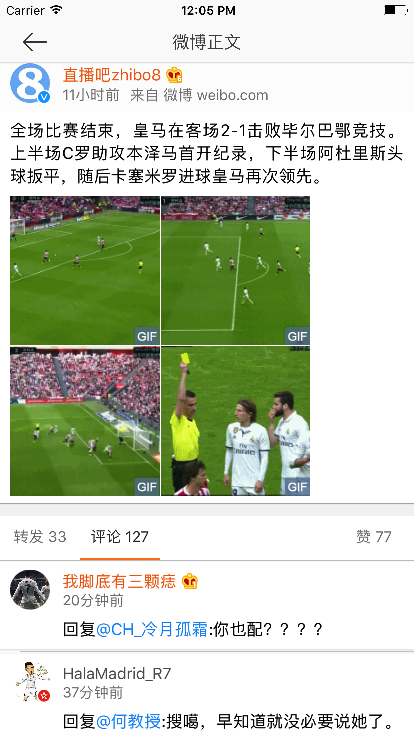 Carrier 12:05 PM
微博正文
直播吧zhibo8
11小时前 来自 微博 weibo.com
全场比赛结束，皇马在客场2-1击败毕尔巴鄂竞技。
上半场C罗助攻本泽马首开纪录，下半场阿杜里斯头
球扳平，随后卡塞米罗进球皇马再次领先。
GIF GIF
GIF GIF
转发 33 评论 127 赞 77
我脚底有三颗痣
20分钟前
回复@CH_冷月孤霜:你也配？？？？
HalaMadrid_R7
37分钟前
回复@何教授:搜噶，早知道就没必要说她了。